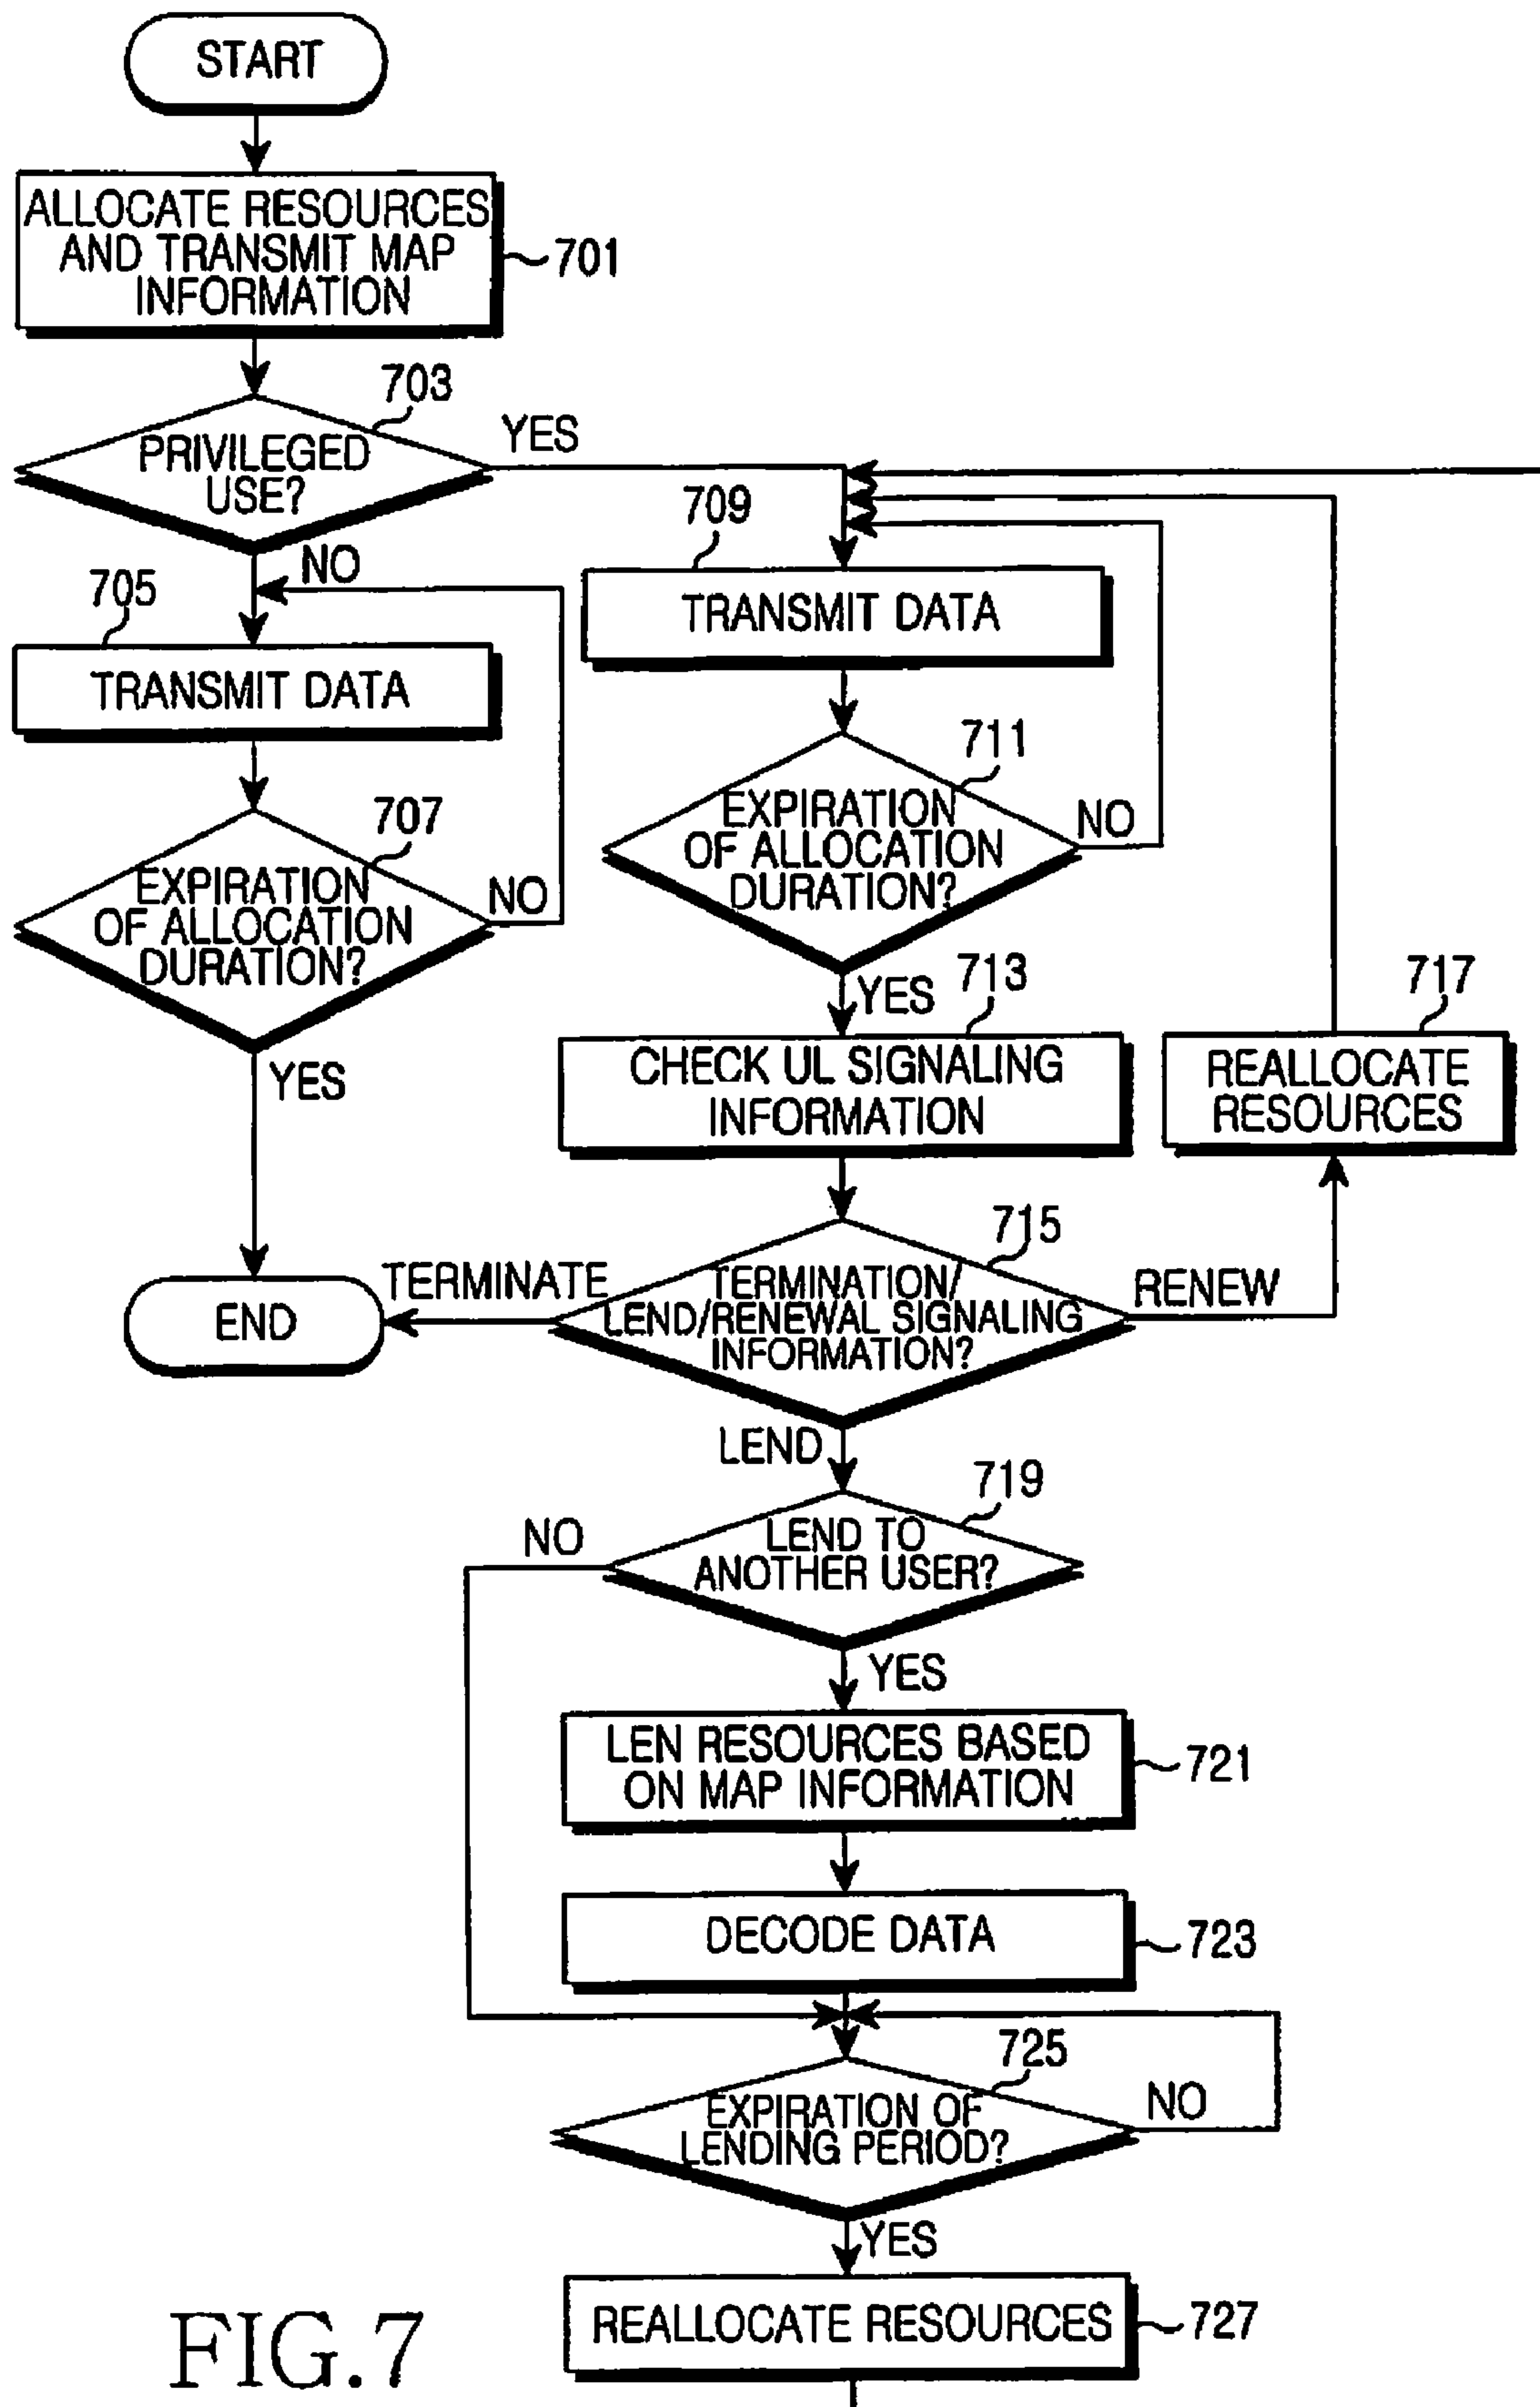 START
ALLOCATE RESOURCES
AND TRANSMIT MAP
INFORMATION
701
703
PRIVILEGED
USE?
YES
NO
705
TRANSMIT DATA
707
EXPIRATION
OF ALLOCATION
DURATION?
NO
YES
709
TRANSMIT DATA
711
EXPIRATION
OF ALLOCATION
DURATION?
NO
YES
713
CHECK UL SIGNALING
INFORMATION
717
REALLOCATE
RESOURCES
715
TERMINATION/
LEND/RENEWAL SIGNALING
INFORMATION?
TERMINATE
END
RENEW
LEND
719
LEND TO
ANOTHER USER?
NO
YES
LEN RESOURCES BASED
ON MAP INFORMATION
721
DECODE DATA
723
725
EXPIRATION OF
LENDING PERIOD?
NO
YES
REALLOCATE RESOURCES
727
FIG.7